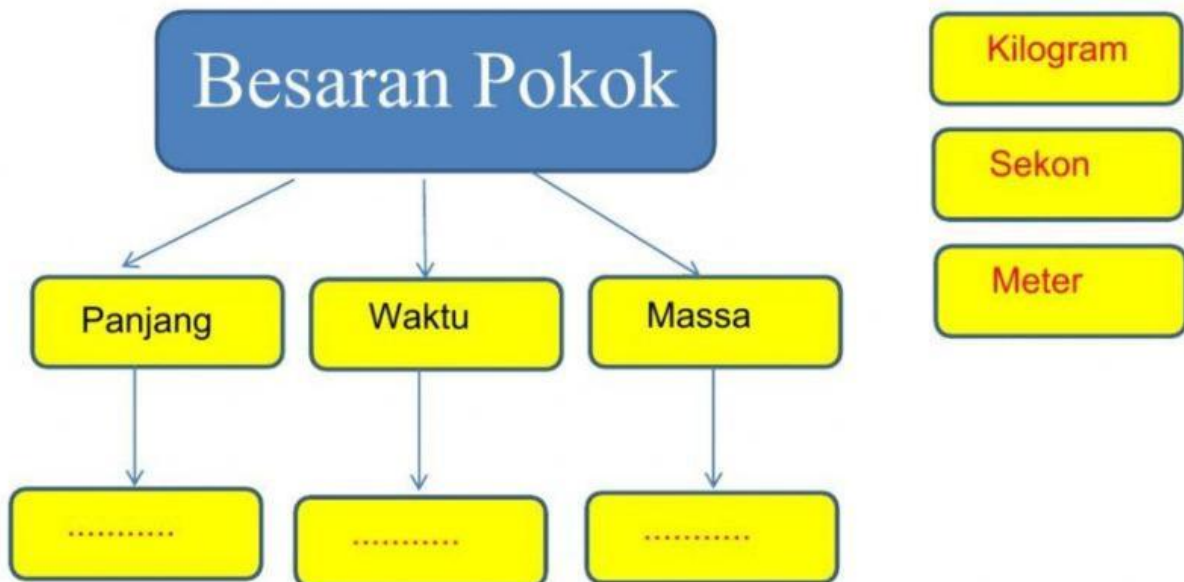 Besaran Pokok
Kilogram
Sekon
Meter
Panjang
Waktu
Massa
...........
...........
...........